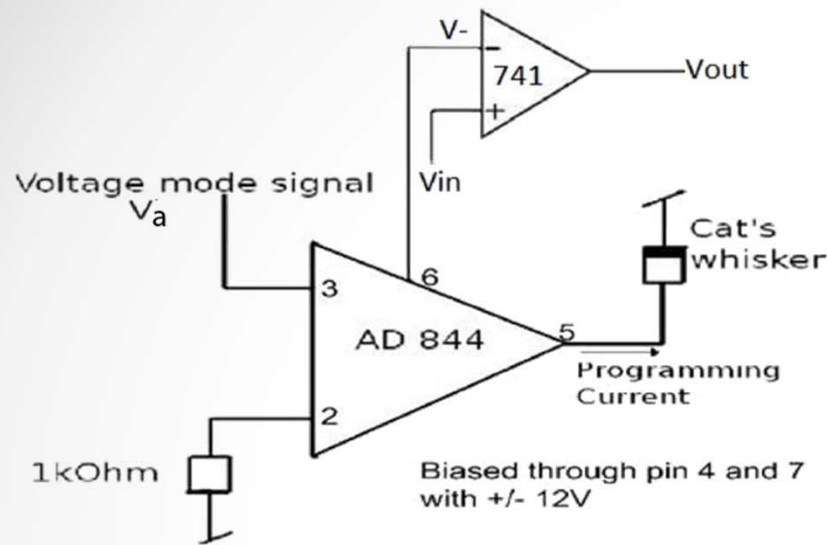 V-
741
Vout
Vin
Voltage mode signal
Va
Cat's
whisker
6
3
AD 844
5
Programming
Current
2
1kOhm
Biased through pin 4 and 7
with +/- 12V
-
+